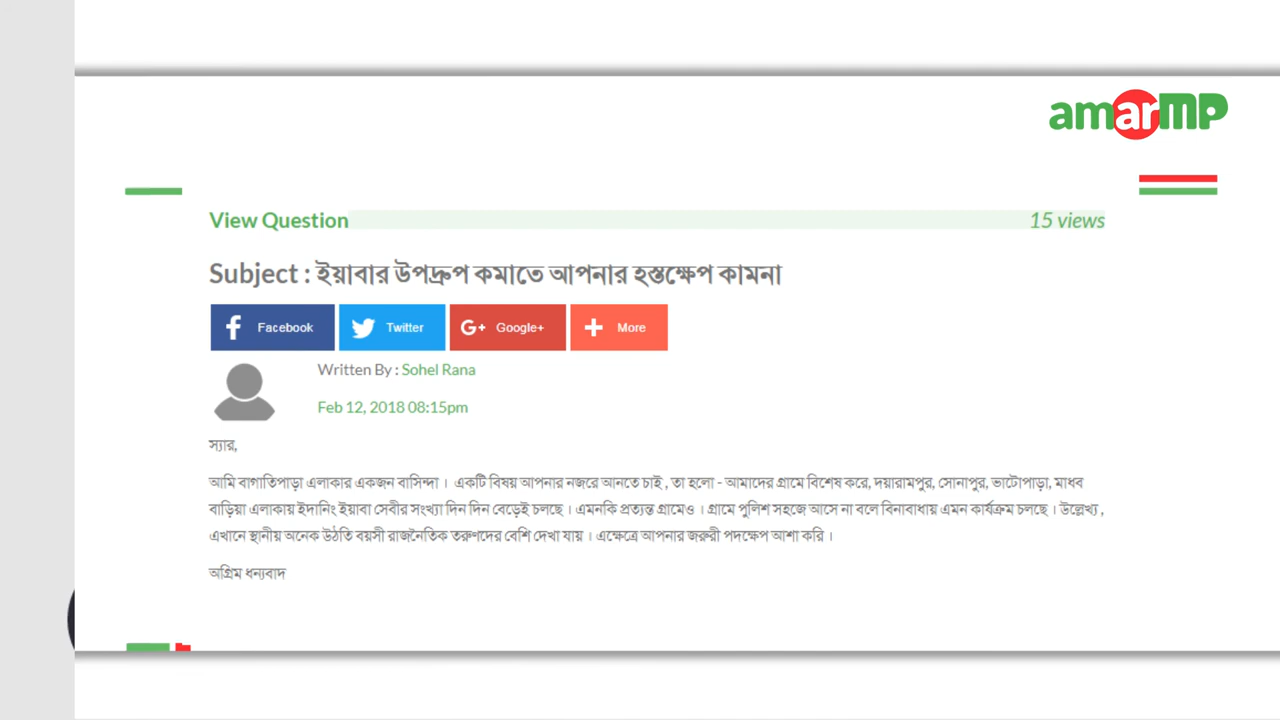 amarMP
View Question 15 views
Subject : ইয়াবার উপদ্রুপ কমাতে আপনার হস্তক্ষেপ কামনা
Facebook Twitter G+ Google+ More
Written By : Sohel Rana
Feb 12, 2018 08:15pm
স্যার,
আমি বাগাতিপাড়া এলাকার একজন বাসিন্দা । একটি বিষয় আপনার নজরে আনতে চাই , তা হলো - আমাদের গ্রামে বিশেষ করে, দয়ারামপুর, সোনাপুর, ভাটোপাড়া, মাধব
বাড়িয়া এলাকায় ইদানিং ইয়াবা সেবীর সংখ্যা দিন দিন বেড়েই চলছে । এমনকি প্রত্যন্ত গ্রামেও । গ্রামে পুলিশ সহজে আসে না বলে বিনাবাধায় এমন কার্যক্রম চলছে । উল্লেখ্য ,
এখানে স্থানীয় অনেক উঠতি বয়সী রাজনৈতিক তরুণদের বেশি দেখা যায় । এক্ষেত্রে আপনার জরুরী পদক্ষেপ আশা করি ।
অগ্রিম ধন্যবাদ